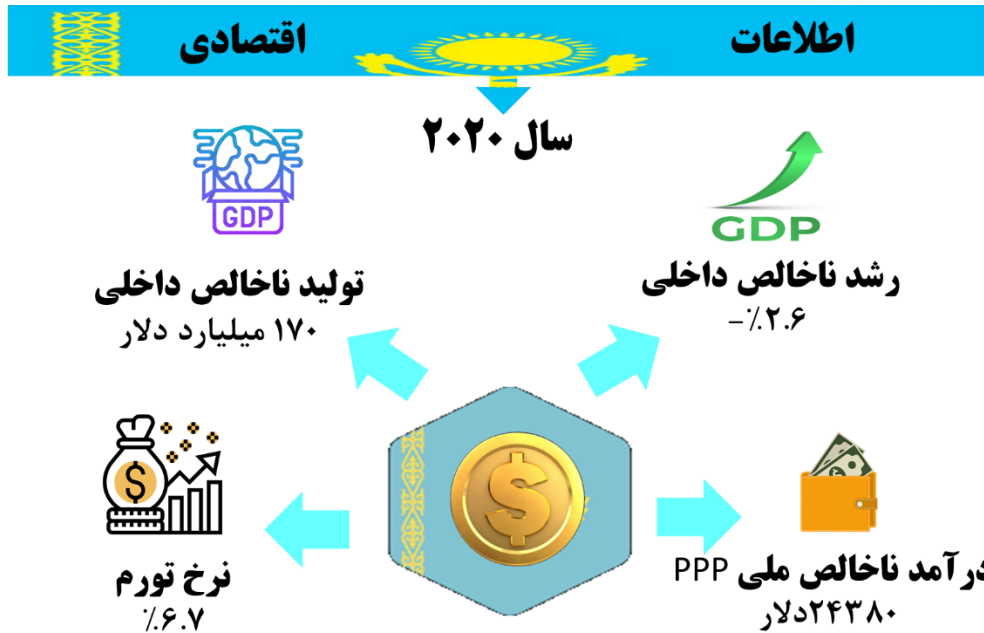 اطلاعات اقتصادی
سال ۲۰۲۰
GDP
رشد ناخالص داخلی
-٪۲.۶
GDP
تولید ناخالص داخلی
۱۷۰ میلیارد دلار
درآمد ناخالص ملی PPP
۲۴۳۸۰دلار
نرخ تورم
٪۶.۷